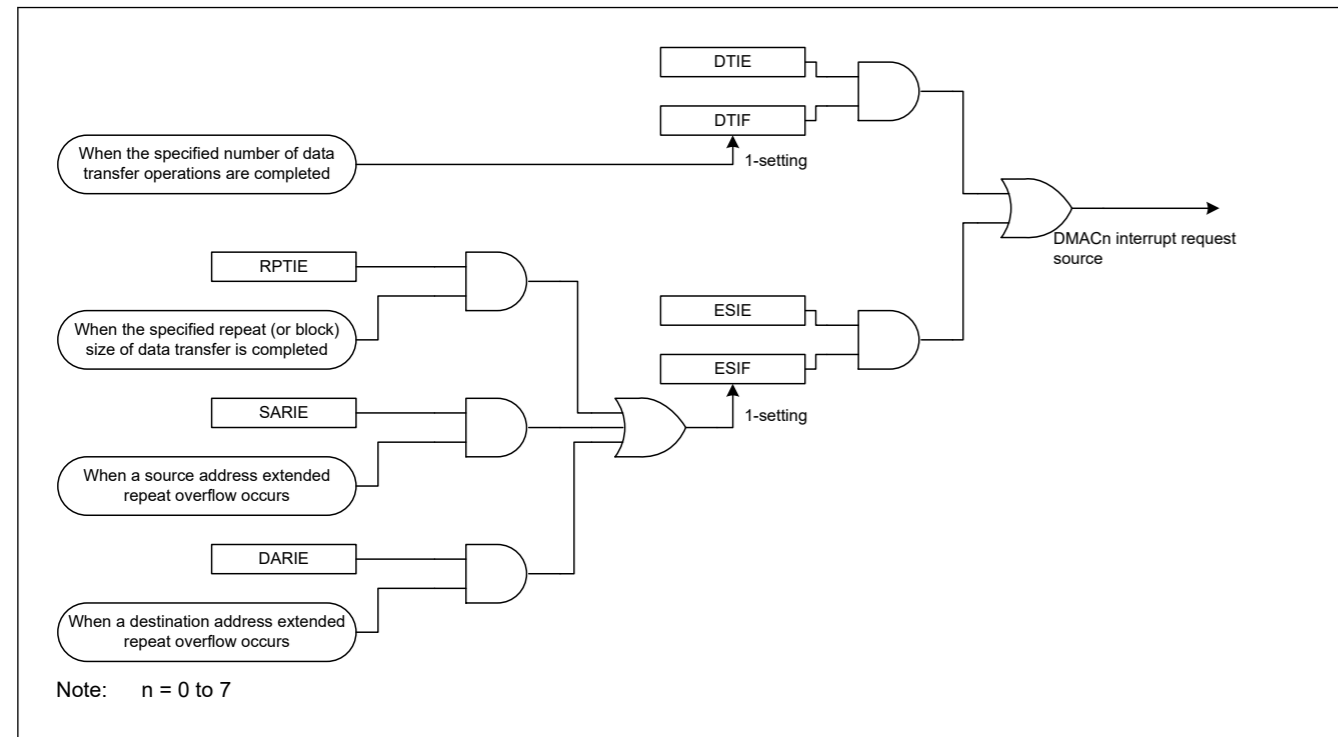 DTIE
DTIF
When the specified number of data
transfer operations are completed
1-setting
DMACn interrupt request
source
RPTIE
When the specified repeat (or block)
size of data transfer is completed
ESIE
ESIF
1-setting
SARIE
When a source address extended
repeat overflow occurs
DARIE
When a destination address extended
repeat overflow occurs
Note: n = 0 to 7